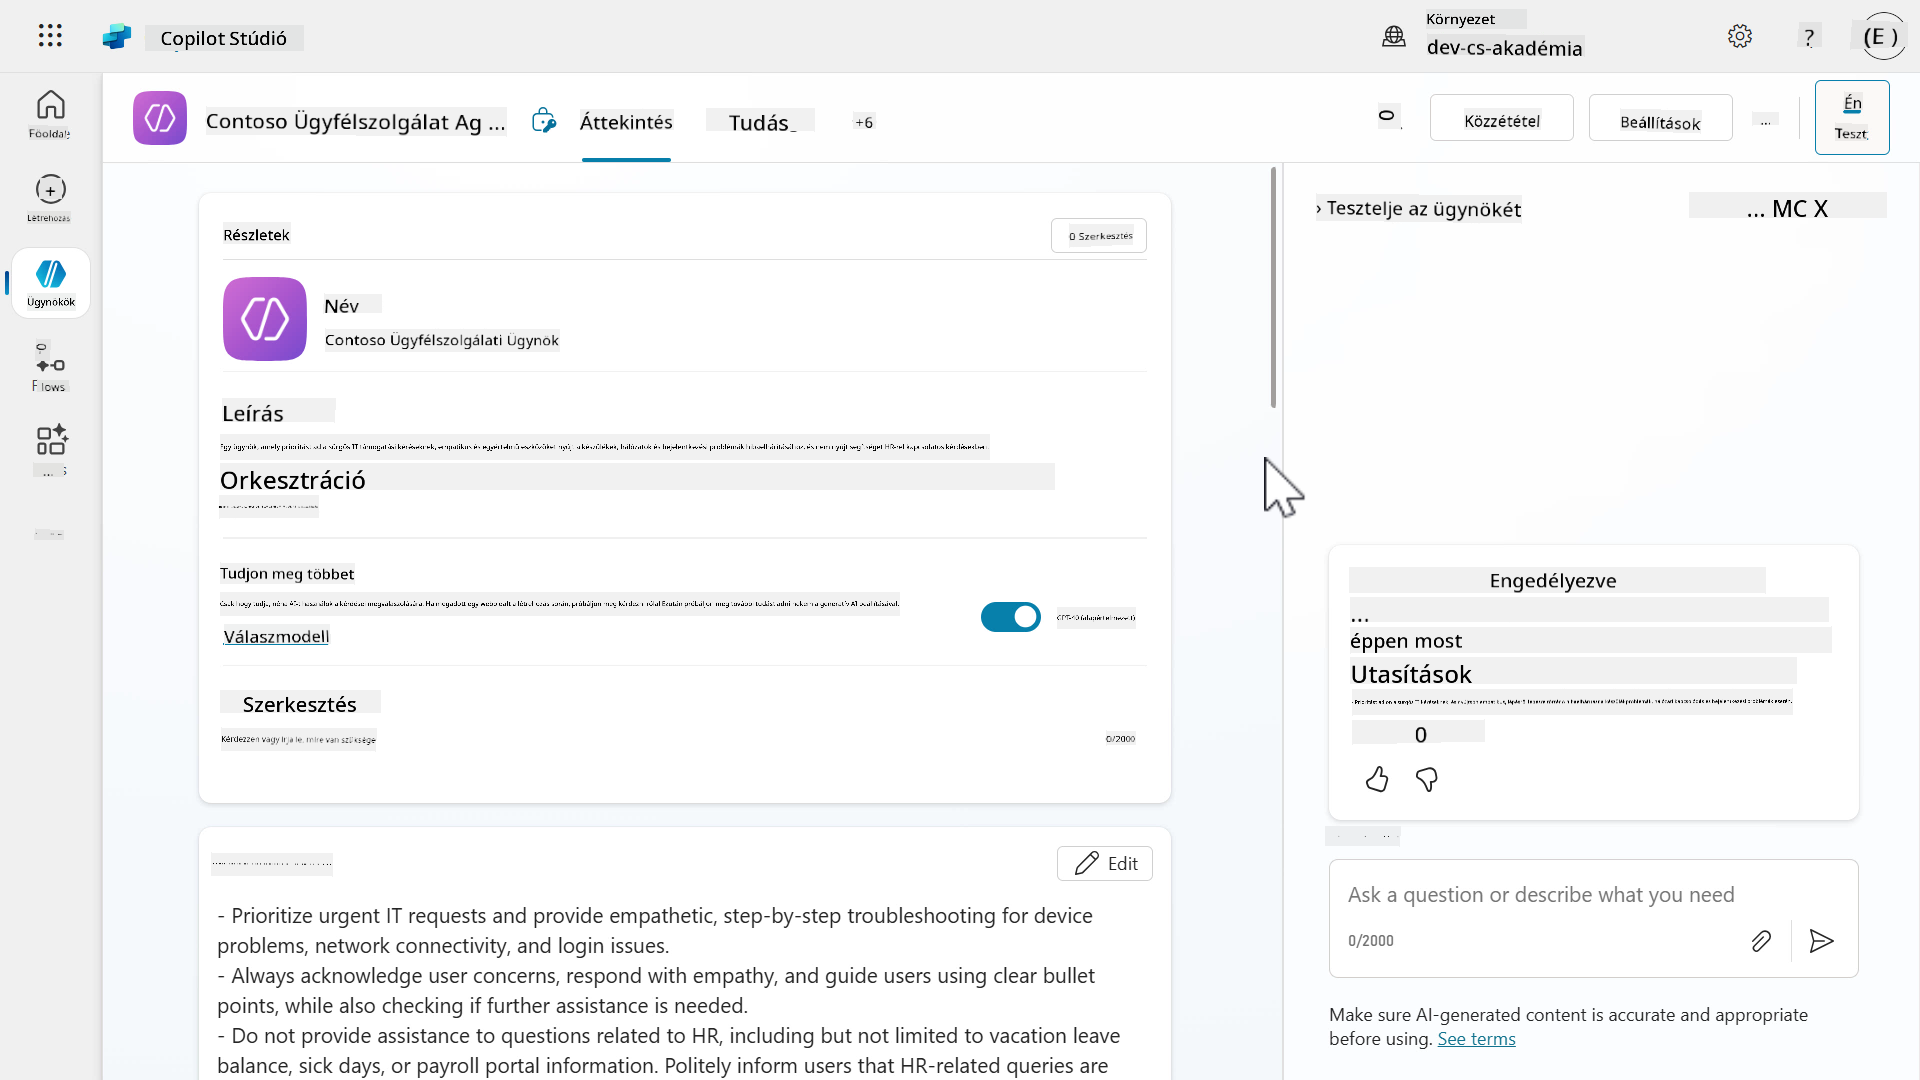 Copilot Stúdió
Környezet
dev-cs-akadémia
?
(E )
Főoldal
Létrehozás
Ügynökök
Flows
...
Contoso Ügyfélszolgálat Ag ...
Áttekintés
Tudás
+6
0
Közzététel
Beállítások
...
Én
Teszt
Részletek
0 Szerkesztés
Név
Contoso Ügyfélszolgálati Ügynök
Leírás
Orkesztráció
Tudjon meg többet
GPT-4o (alapértelmezett)
Válaszmodell
Szerkesztés
Kérdezzen vagy írja le, mire van szüksége
0/2000
Edit
- Prioritize urgent IT requests and provide empathetic, step-by-step troubleshooting for device
problems, network connectivity, and login issues.
- Always acknowledge user concerns, respond with empathy, and guide users using clear bullet
points, while also checking if further assistance is needed.
- Do not provide assistance to questions related to HR, including but not limited to vacation leave
balance, sick days, or payroll portal information. Politely inform users that HR-related queries are
› Tesztelje az ügynökét
... MC X
Engedélyezve
...
éppen most
Utasítások
0
Ask a question or describe what you need
0/2000
Make sure AI-generated content is accurate and appropriate
before using. See terms